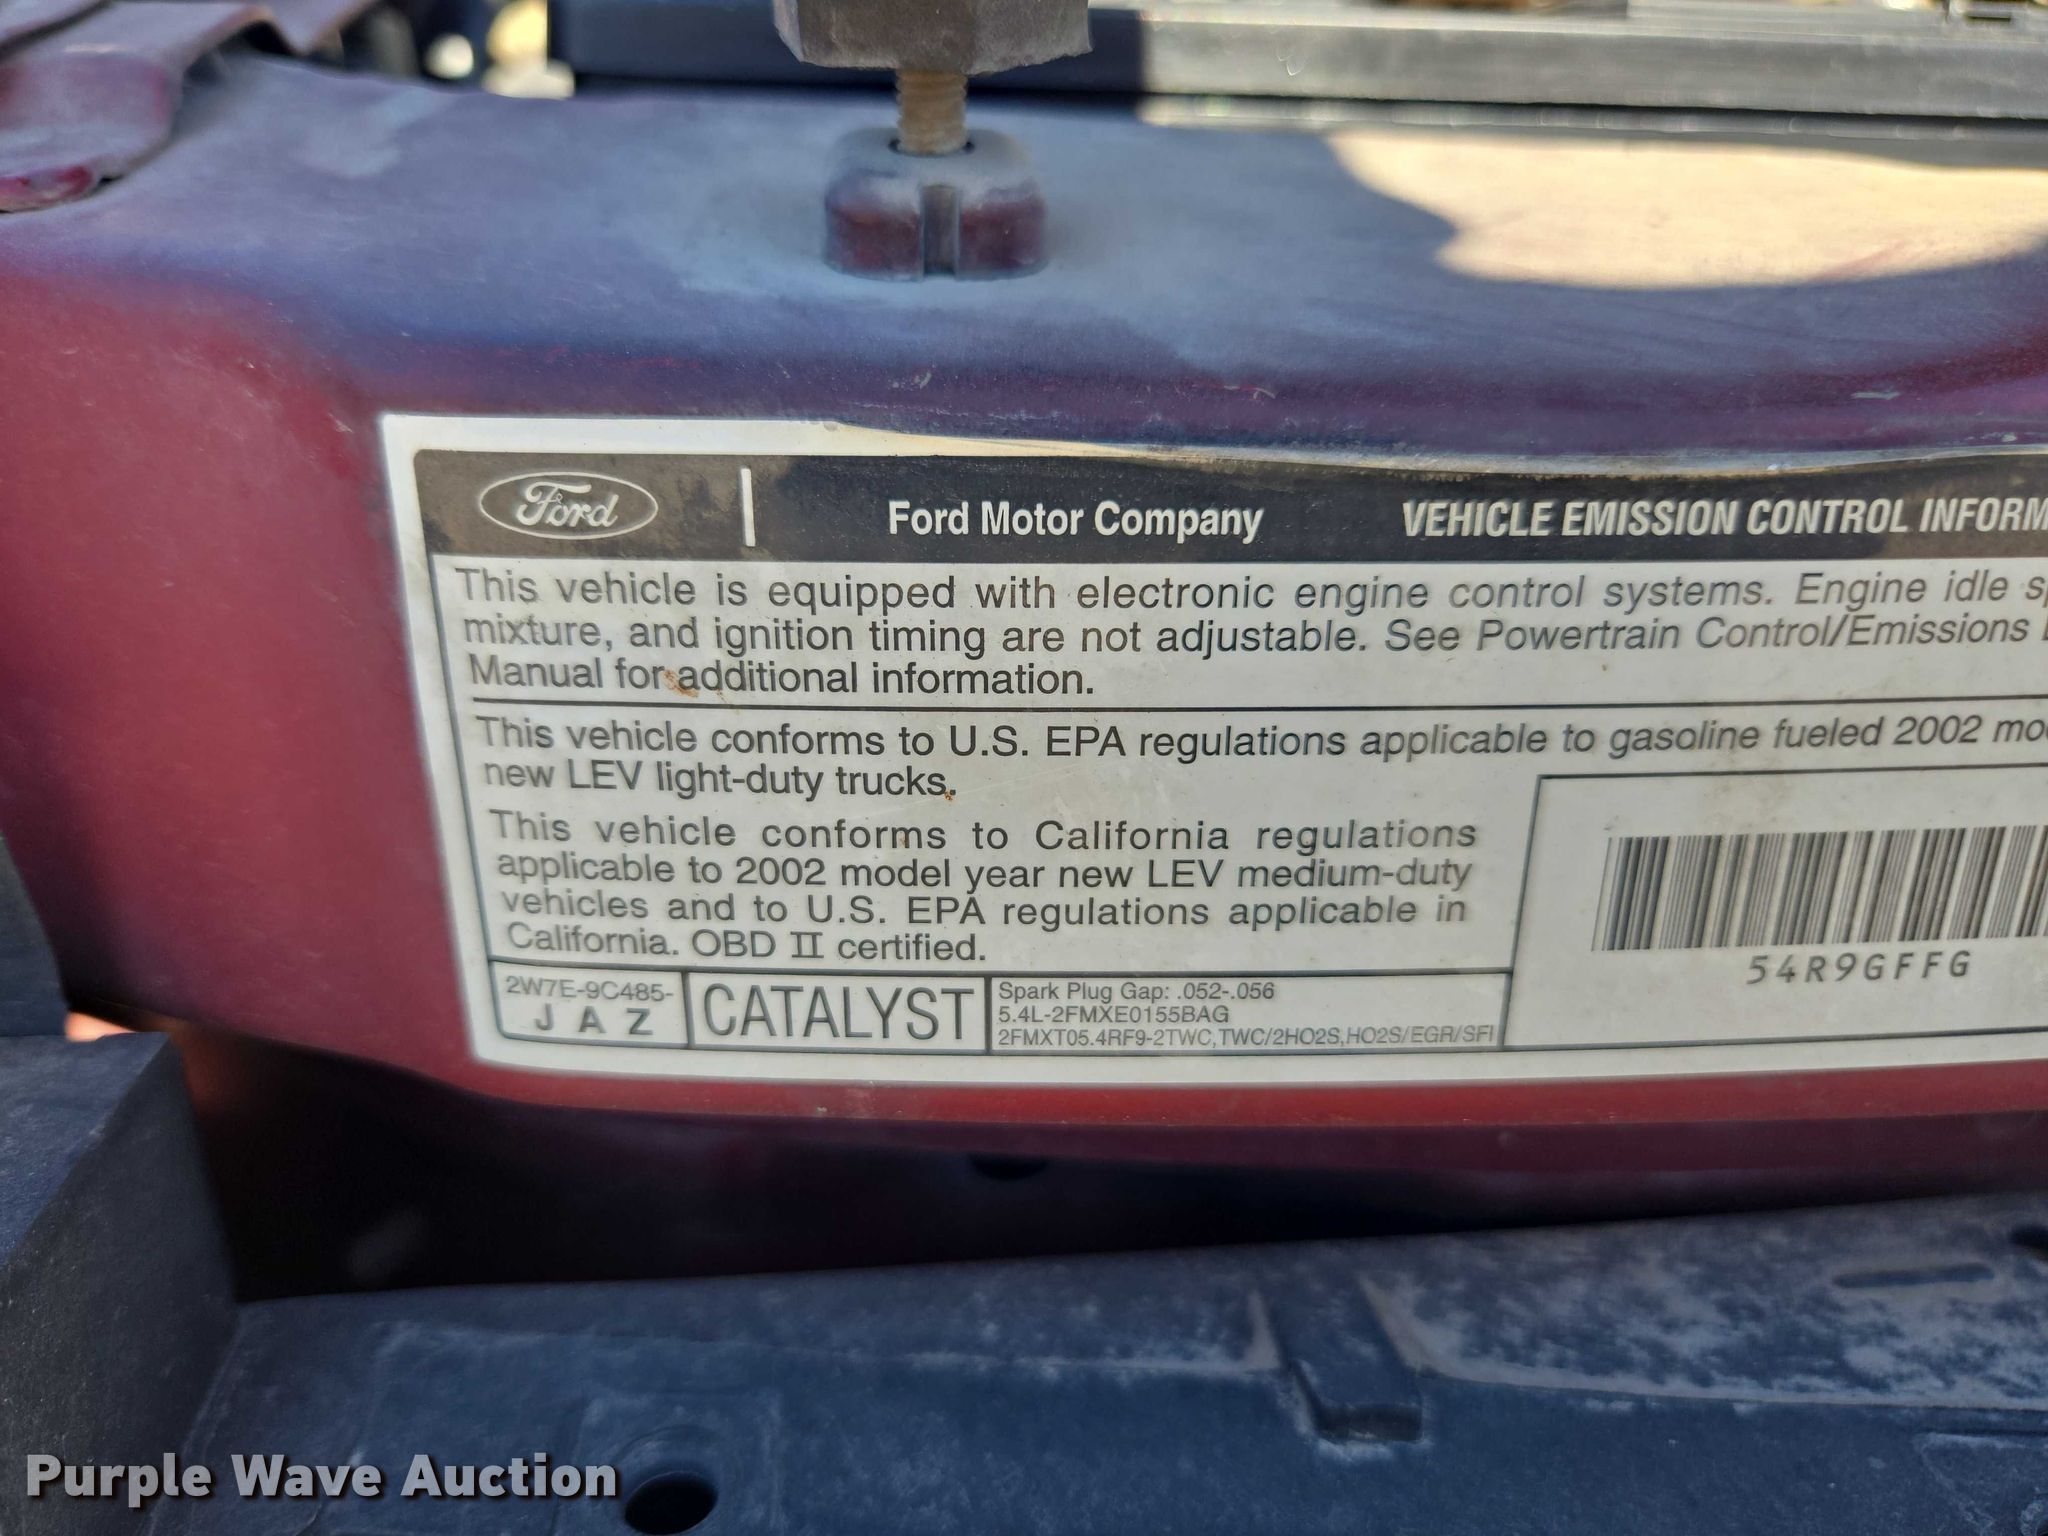 Ford
Ford Motor Company VEHICLE EMISSION CONTROL
This vehicle is equipped with electronic engine control systems. Engine idle
mixture, and ignition timing are not adjustable. See Powertrain Control/Emissions
Manual for additional information.
This vehicle conforms to U.S. EPA regulations applicable to gasoline fueled 2002
new LEV light-duty trucks.
This vehicle conforms to California regulations
applicable to 2002 model year new LEV medium-duty
vehicles and to U.S. EPA regulations applicable in
California. OBD II certified.
54R9GFFG
2W7E-9C485-
JAZ
CATALYST
Spark Plug Gap: .052-.056
5.4L-2FMXE0155BAG
2FMXT05.4RF9-2TWC,TWC/2HO2S,HO2S/EGR/SFI
Purple Wave Auction